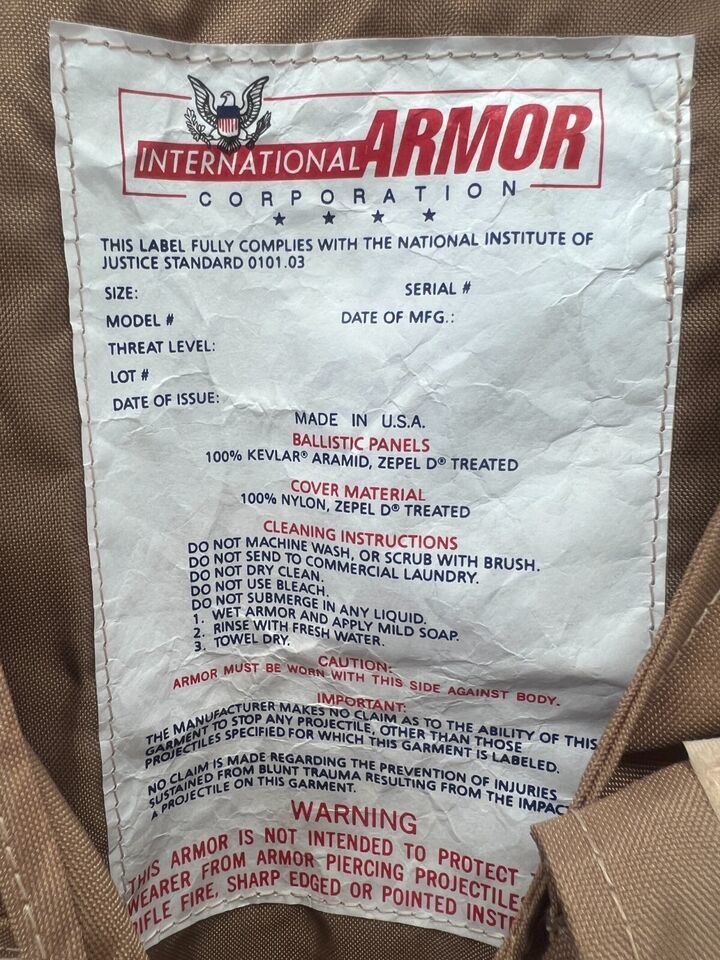 INTERNATIONAL ARMOR
CORPORATION
THIS LABEL FULLY COMPLIES WITH THE NATIONAL INSTITUTE OF
JUSTICE STANDARD 0101.03
SIZE: SERIAL #
MODEL # DATE OF MFG.:
THREAT LEVEL:
LOT #
DATE OF ISSUE:
MADE IN U.S.A.
BALLISTIC PANELS
100% KEVLAR® ARAMID, ZEPEL D® TREATED
COVER MATERIAL
100% NYLON, ZEPEL D® TREATED
CLEANING INSTRUCTIONS
DO NOT MACHINE WASH, OR SCRUB WITH BRUSH.
DO NOT SEND TO COMMERCIAL LAUNDRY.
DO NOT DRY CLEAN.
DO NOT USE BLEACH.
DO NOT SUBMERGE IN ANY LIQUID.
1. WET ARMOR AND APPLY MILD SOAP.
2. RINSE WITH FRESH WATER.
3. TOWEL DRY.
CAUTION:
ARMOR MUST BE WORN WITH THIS SIDE AGAINST BODY.
IMPORTANT:
THE MANUFACTURER MAKES NO CLAIM AS TO THE ABILITY OF THIS
GARMENT TO STOP ANY PROJECTILE, OTHER THAN THOSE
PROJECTILES SPECIFIED FOR WHICH THIS GARMENT IS LABELED.
NO CLAIM IS MADE REGARDING THE PREVENTION OF INJURIES
SUSTAINED FROM BLUNT TRAUMA RESULTING FROM THE IMPACT
A PROJECTILE ON THIS GARMENT.
WARNING
THIS ARMOR IS NOT INTENDED TO PROTECT
WEARER FROM ARMOR PIERCING PROJECTILES
RIFLE FIRE, SHARP EDGED OR POINTED